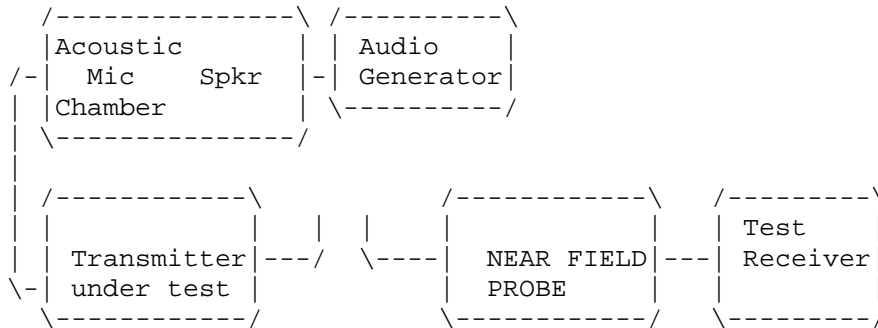 Acoustic Audio
Mic Spkr Generator
Chamber
Test
Transmitter NEAR FIELD Receiver
under test PROBE